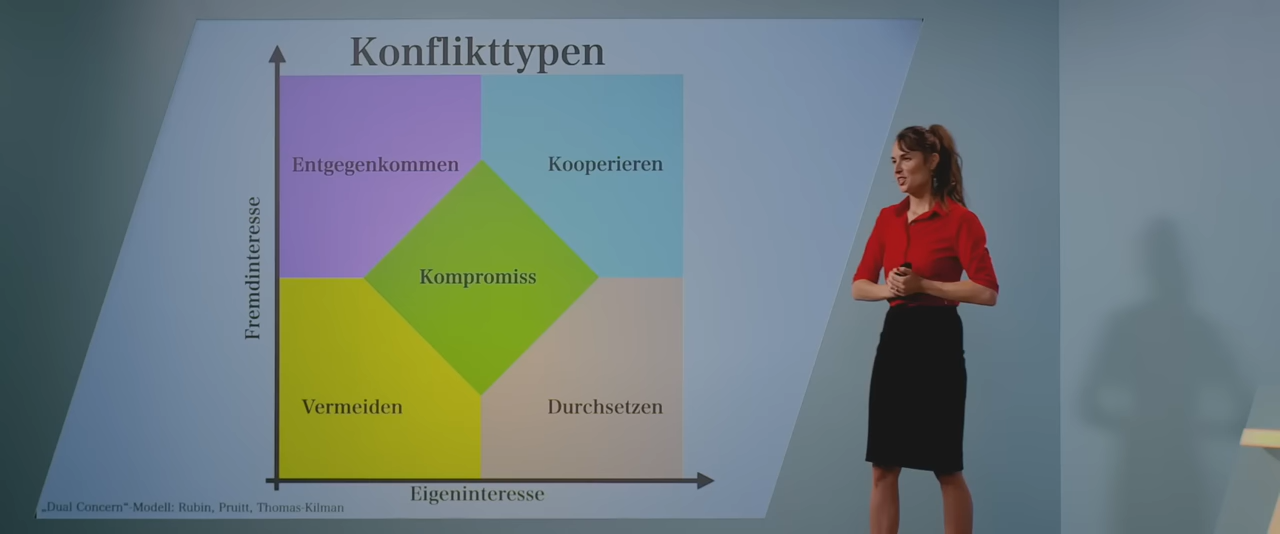 Konflikttypen
Entgegenkommen
Kooperieren
Fremdinteresse
Kompromiss
Vermeiden
Durchsetzen
Eigeninteresse
„Dual Concern“-Modell: Rubin, Pruitt, Thomas-Kilman